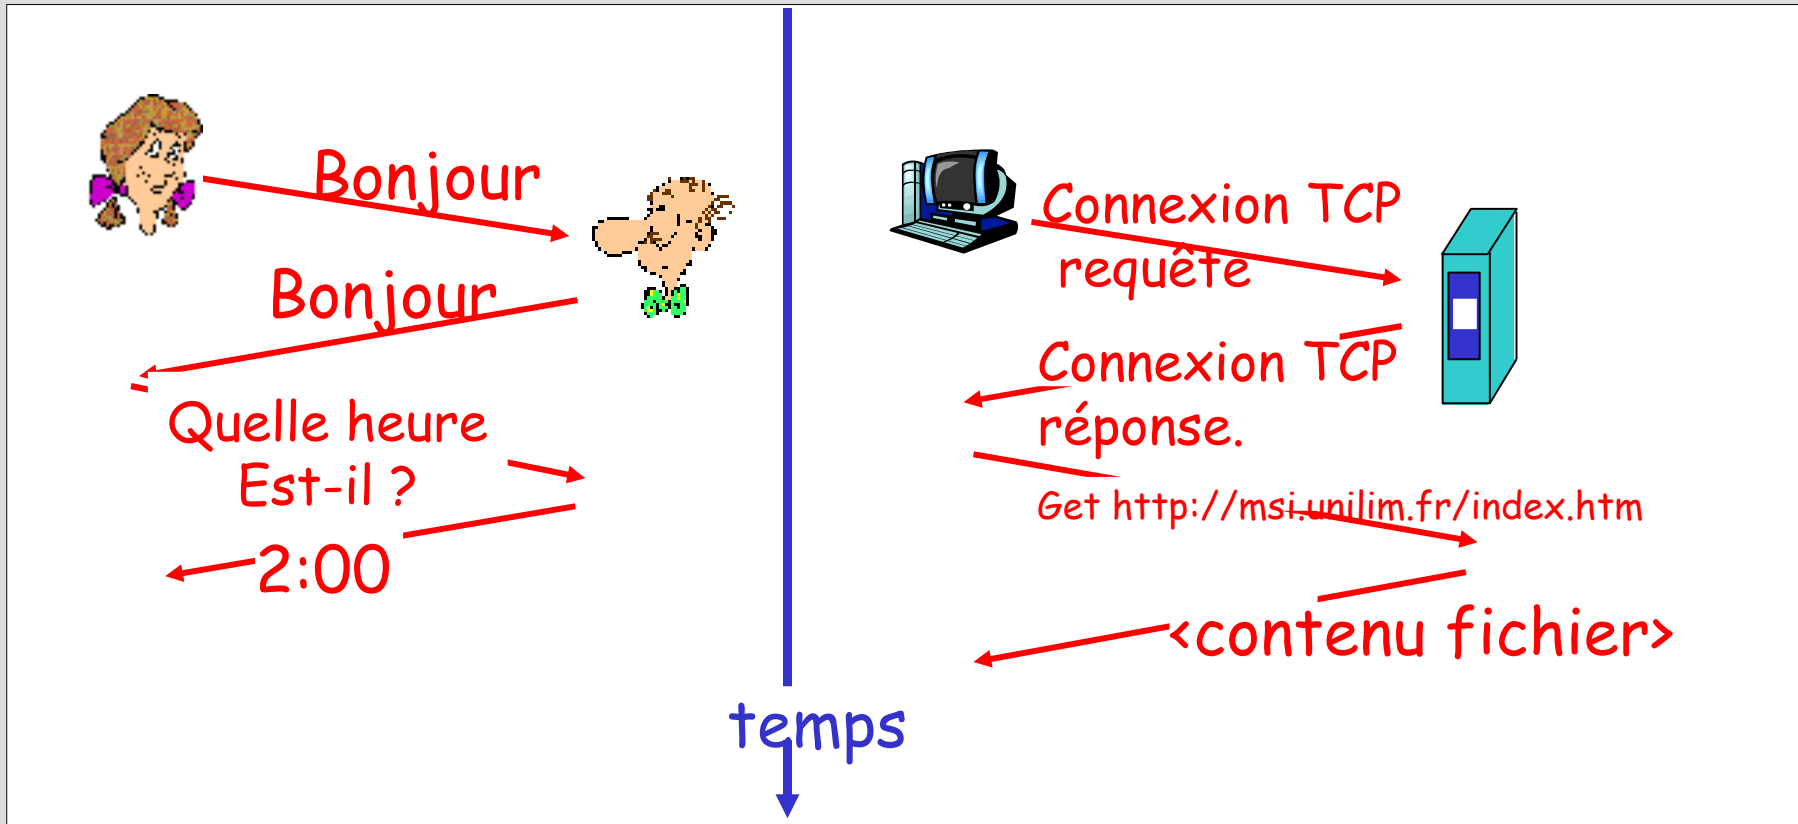 Bonjour
Bonjour
Quelle heure
Est-il ?
2:00
Connexion TCP
requête
Connexion TCP
réponse.
Get http://msi.unilim.fr/index.htm
<contenu fichier>
temps